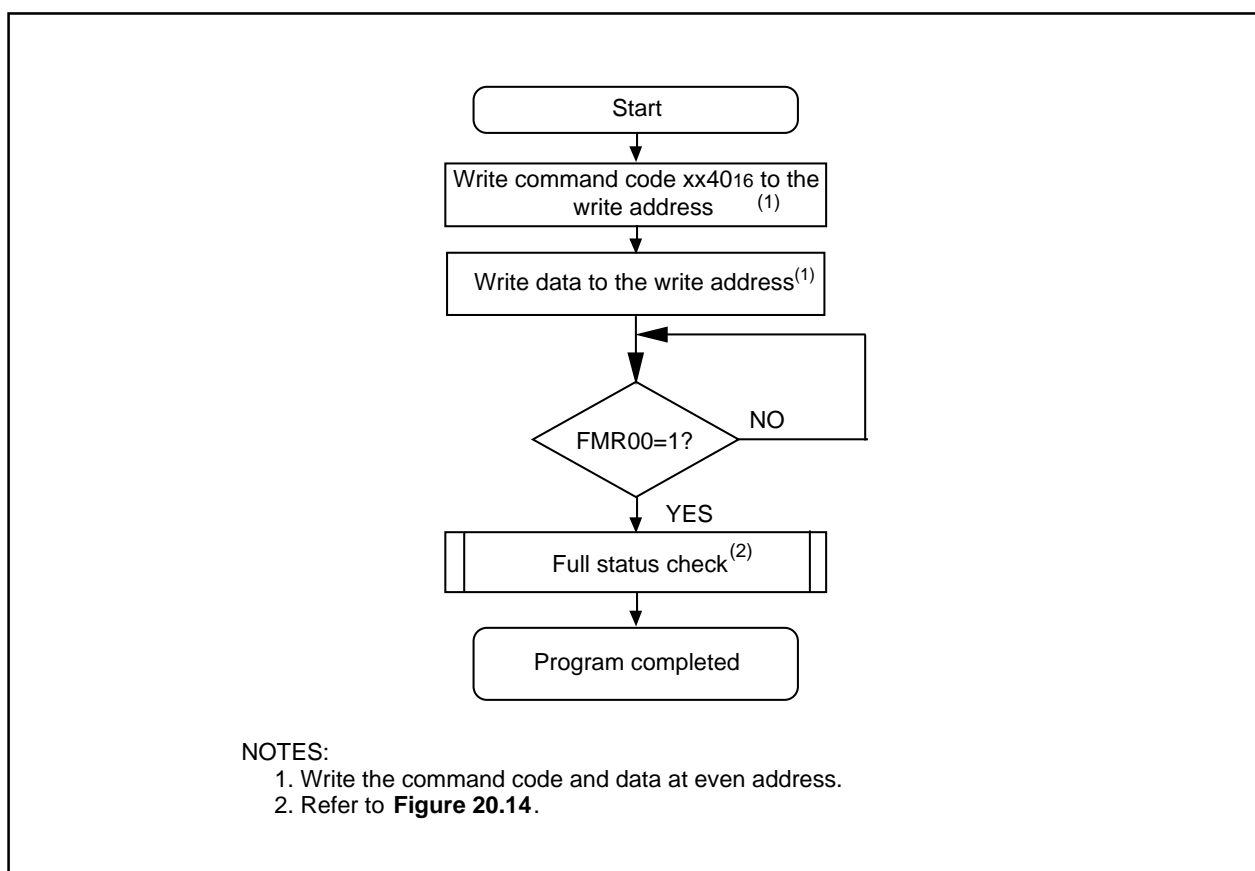 Start
Write command code xx4016 to the
write address (1)
Write data to the write address(1)
FMR00=1?
NO
YES
Full status check(2)
Program completed
NOTES:
1. Write the command code and data at even address.
2. Refer to Figure 20.14.